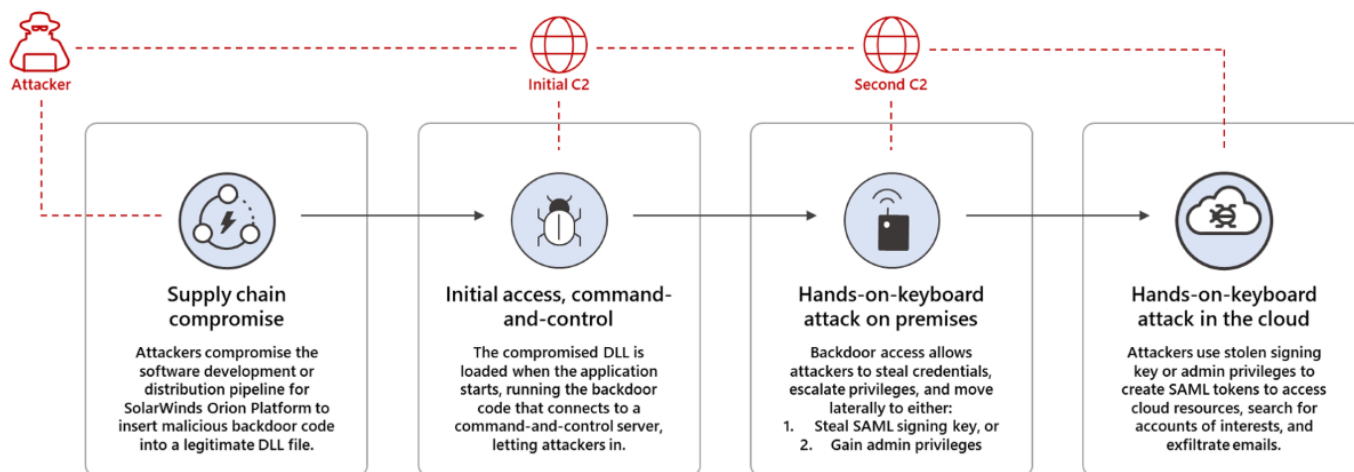 Attacker
Initial C2
Second C2
Supply chain
compromise
Attackers compromise the
software development or
distribution pipeline for
SolarWinds Orion Platform to
insert malicious backdoor code
into a legitimate DLL file.
Initial access, command-
and-control
The compromised DLL is
loaded when the application
starts, running the backdoor
code that connects to a
command-and-control server,
letting attackers in.
Hands-on-keyboard
attack on premises
Backdoor access allows
attackers to steal credentials,
escalate privileges, and move
laterally to either:
1. Steal SAML signing key, or
2. Gain admin privileges
Hands-on-keyboard
attack in the cloud
Attackers use stolen signing
key or admin privileges to
create SAML tokens to access
cloud resources, search for
accounts of interests, and
exfiltrate emails.